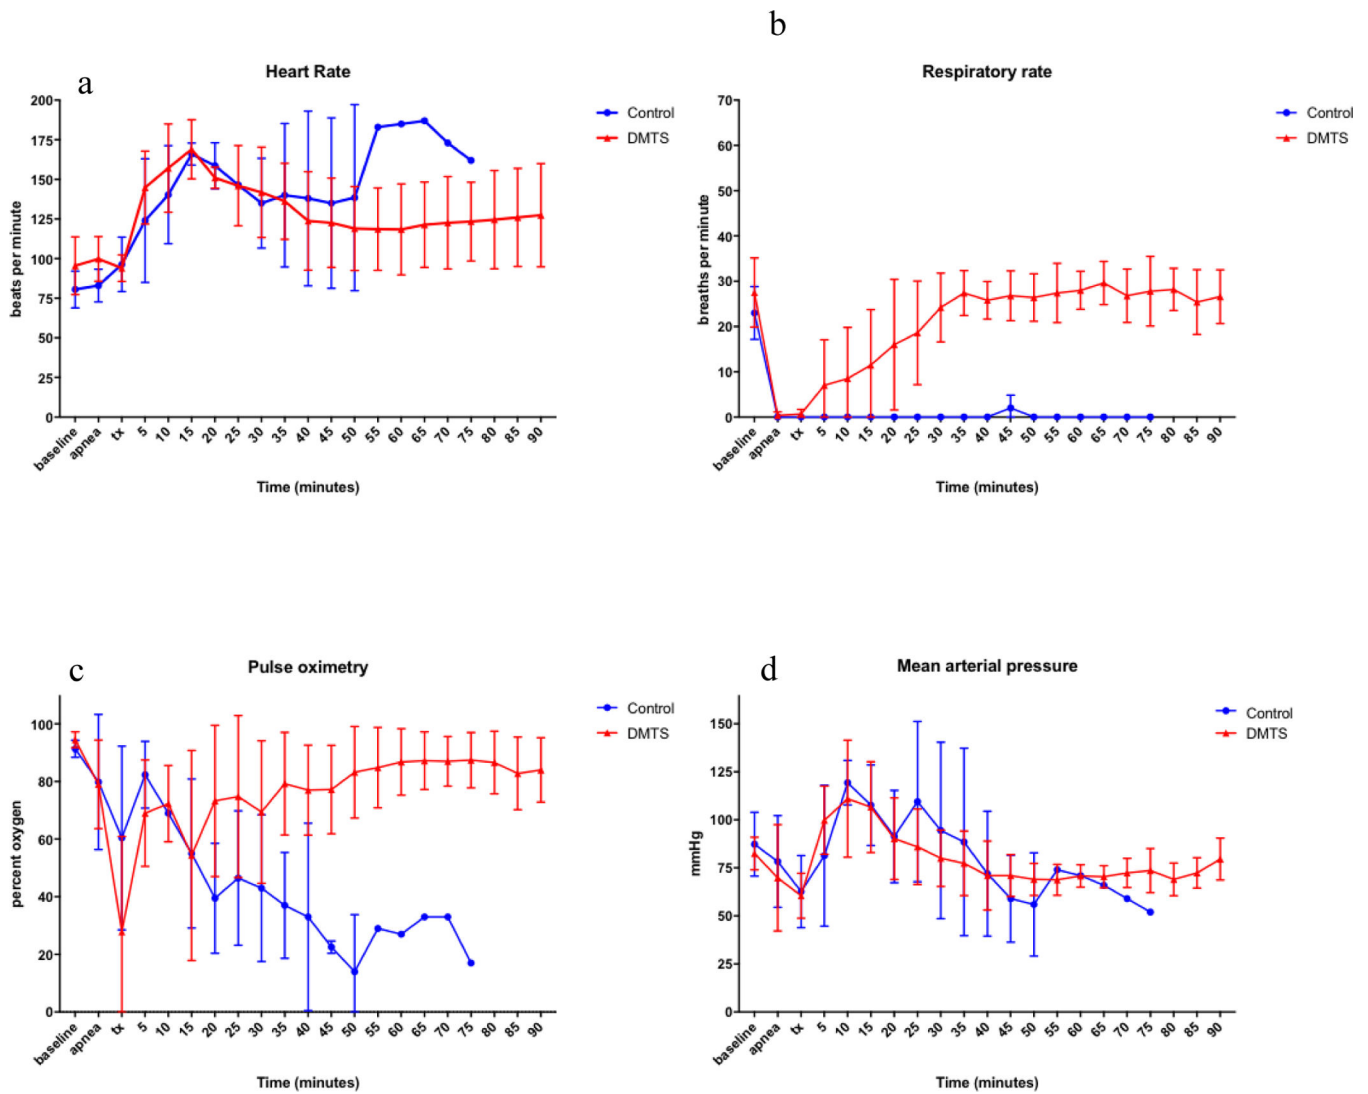 b
a
Heart Rate
Control
DMTS
beats per minute
200
175
150
125
100
75
50
25
0
baseline apnea tx 5 10 15 20 25 30 35 40 45 50 55 60 65 70 75 80 85 90
Time (minutes)
Respiratory rate
Control
DMTS
breaths per minute
70
60
50
40
30
20
10
0
baseline apnea tx 5 10 15 20 25 30 35 40 45 50 55 60 65 70 75 80 85 90
Time (minutes)
c
Pulse oximetry
Control
DMTS
percent oxygen
100
80
60
40
20
0
baseline apnea tx 5 10 15 20 25 30 35 40 45 50 55 60 65 70 75 80 85 90
Time (minutes)
d
Mean arterial pressure
Control
DMTS
mmHg
150
125
100
75
50
25
0
baseline apnea tx 5 10 15 20 25 30 35 40 45 50 55 60 65 70 75 80 85 90
Time (minutes)